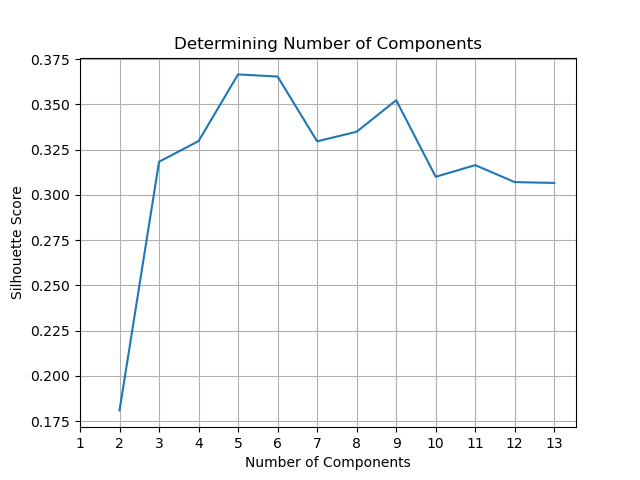 Determining Number of Components
0.375
0.350
0.325
0.300
0.275
0.250
0.225
0.200
0.175
Silhouette Score
1 2 3 4 5 6 7 8 9 10 11 12 13
Number of Components